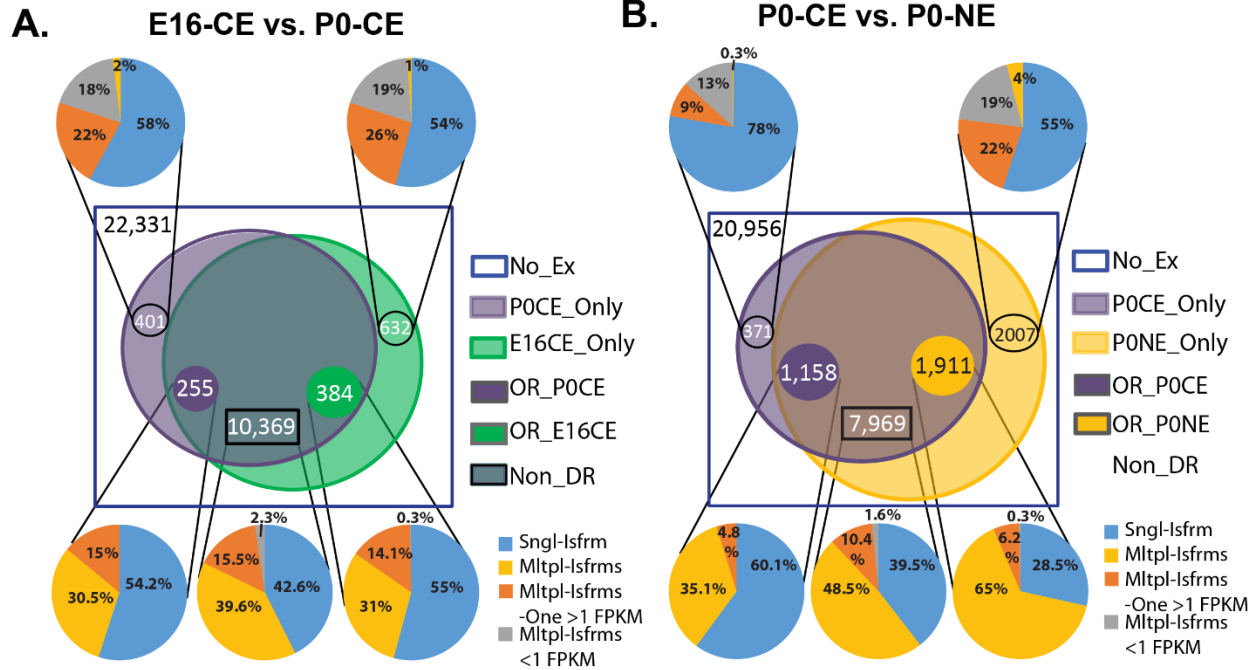 A.
E16-CE vs. P0-CE
2%
18%
22%
58%
1%
19%
26%
54%
22,331
401
632
255
384
10,369
No_Ex
P0CE_Only
E16CE_Only
OR_P0CE
OR_E16CE
Non_DR
15%
30.5%
54.2%
2.3%
15.5%
39.6%
42.6%
0.3%
14.1%
31%
55%
Sngl-Isfrm
Mltpl-Isfrms
Mltpl-Isfrms
-One >1 FPKM
Mltpl-Isfrms
<1 FPKM
B.
P0-CE vs. P0-NE
0.3%
13%
9%
78%
4%
19%
22%
55%
20,956
371
2007
1,158
1,911
7,969
No_Ex
P0CE_Only
P0NE_Only
OR_P0CE
OR_P0NE
Non_DR
4.8
%
35.1%
60.1%
1.6%
10.4
%
48.5%
39.5%
0.3%
6.2
%
65%
28.5%
Sngl-Isfrm
Mltpl-Isfrms
Mltpl-Isfrms
-One >1 FPKM
Mltpl-Isfrms
<1 FPKM